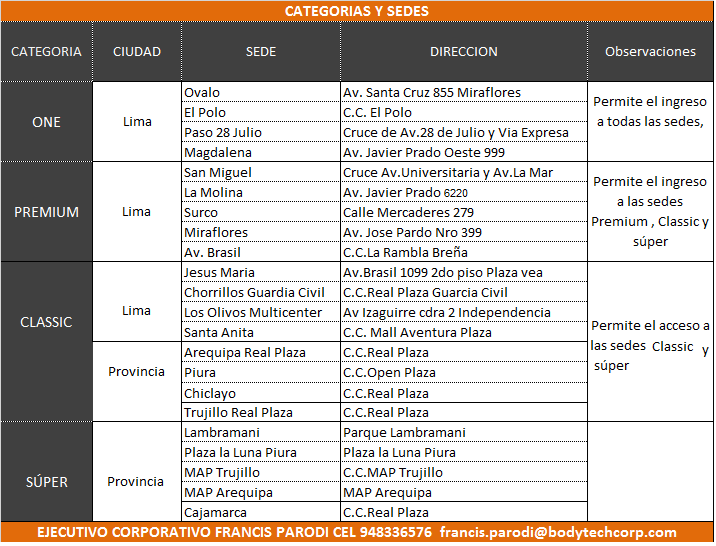 CATEGORIAS Y SEDES
CATEGORIA CIUDAD SEDE DIRECCION Observaciones
ONE Lima
Ovalo Av. Santa Cruz 855 Miraflores
El Polo C.C. El Polo
Paso 28 Julio Cruce de Av.28 de Julio y Via Expresa
Magdalena Av. Javier Prado Oeste 999
Permite el ingreso
a todas las sedes,
PREMIUM Lima
San Miguel Cruce Av.Universitaria y Av.La Mar
La Molina Av. Javier Prado 6220
Surco Calle Mercaderes 279
Miraflores Av. Jose Pardo Nro 399
Av. Brasil C.C.La Rambla Breña
Permite el ingreso
a las sedes
Premium , Classic y
súper
CLASSIC
Lima
Jesus Maria Av.Brasil 1099 2do piso Plaza vea
Chorrillos Guardia Civil C.C.Real Plaza Guarcia Civil
Los Olivos Multicenter Av Izaguirre cdra 2 Independencia
Santa Anita C.C. Mall Aventura Plaza
Provincia
Arequipa Real Plaza C.C.Real Plaza
Piura C.C.Open Plaza
Chiclayo C.C.Real Plaza
Trujillo Real Plaza C.C.Real Plaza
Permite el acceso a
las sedes Classic y
súper
SÚPER Provincia
Lambramani Parque Lambramani
Plaza la Luna Piura Plaza la Luna Piura
MAP Trujillo C.C.MAP Trujillo
MAP Arequipa MAP Arequipa
Cajamarca C.C.Real Plaza
EJECUTIVO CORPORATIVO FRANCIS PARODI CEL 948336576 francis.parodi@bodytechcorp.com